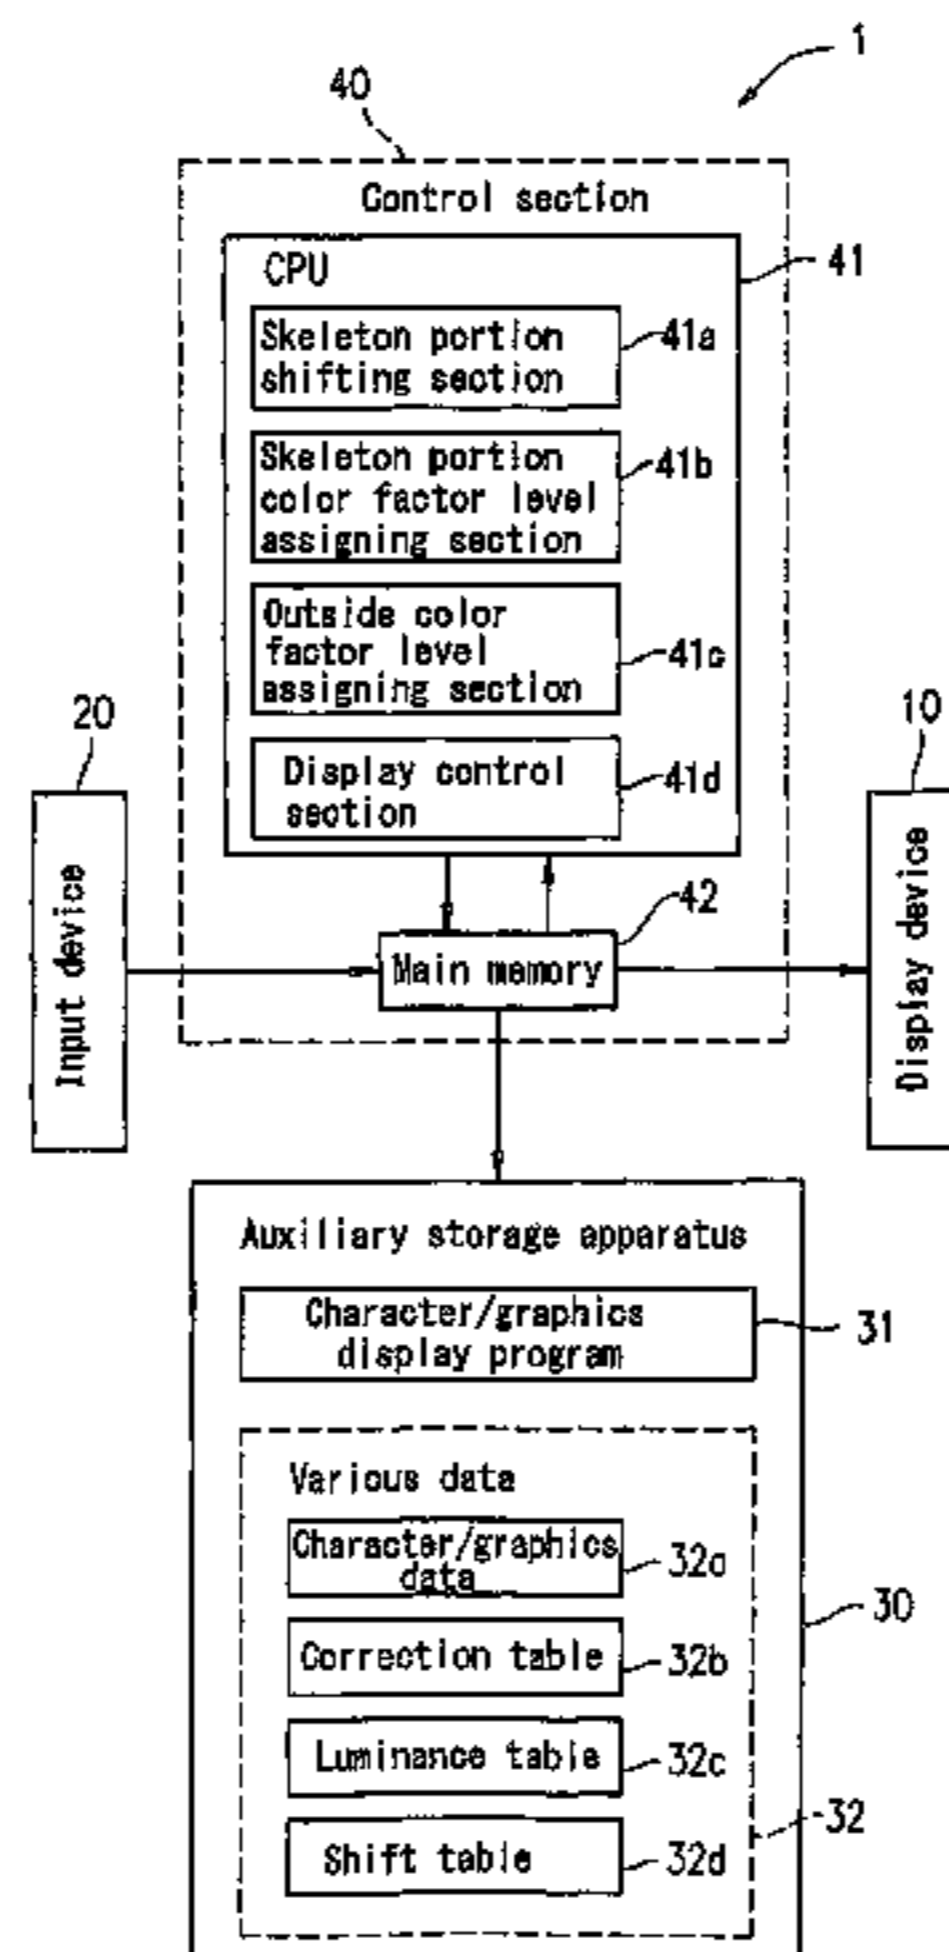 1
40
Control section
CPU
41
Skeleton portion
shifting section
41a
Skeleton portion
color factor level
assigning section
41b
Outside color
factor level
assigning section
41c
Display control
section
41d
20
Input device
10
Display device
42
Main memory
Auxiliary storage apparatus
Character/graphics
display program
31
Various data
Character/graphics
data
32a
30
Correction table
32b
Luminance table
32c
32
Shift table
32d